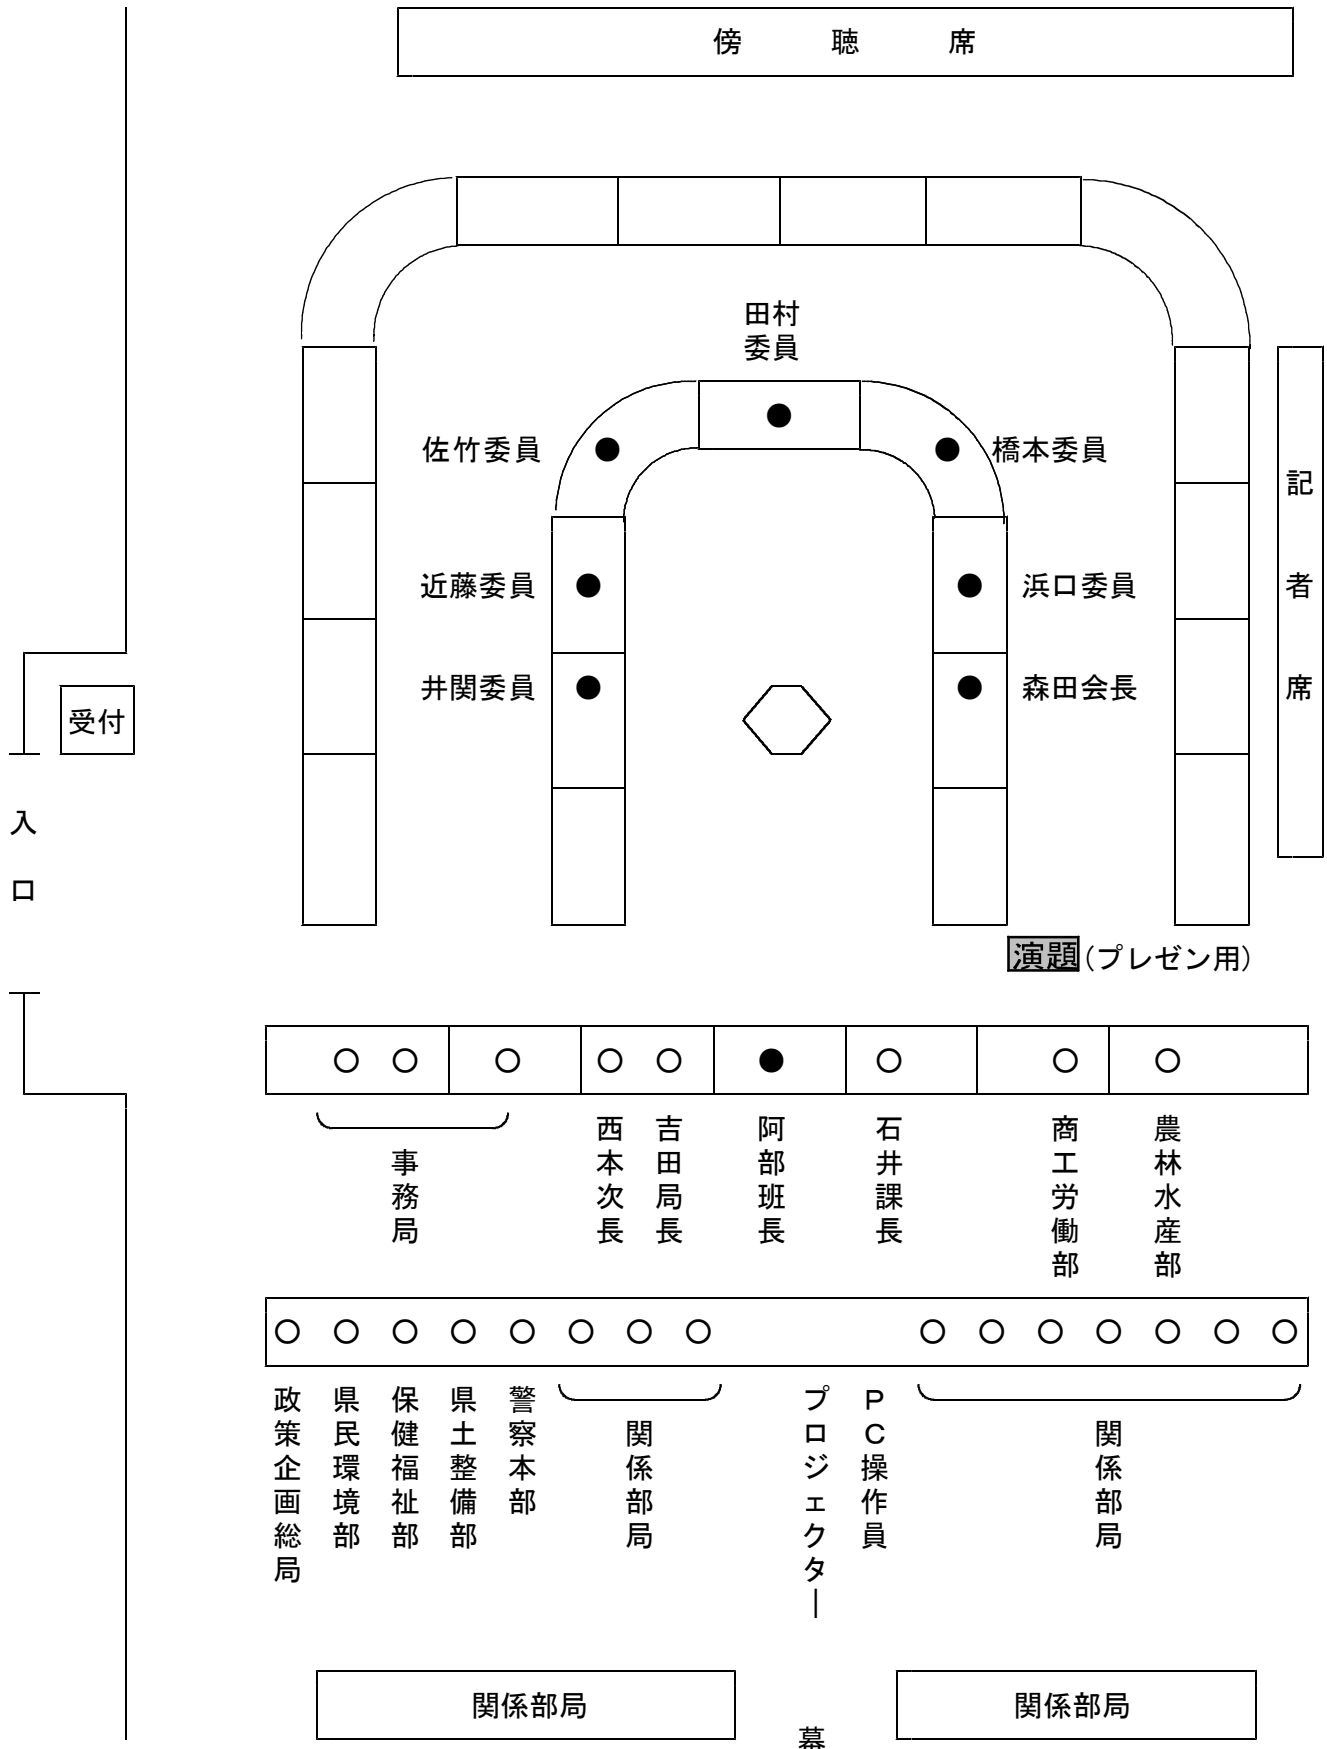 傍聴席
田村
委員
佐竹委員
橋本委員
近藤委員
浜口委員
井関委員
森田会長
記者席
受付
入口
演題(プレゼン用)
事務局
西本次長
吉田局長
阿部班長
石井課長
商工労働部
農林水産部
政策企画総局
県民環境部
保健福祉部
県土整備部
警察本部
関係部局
プロジェクター
PC操作員
関係部局
関係部局
関係部局
幕